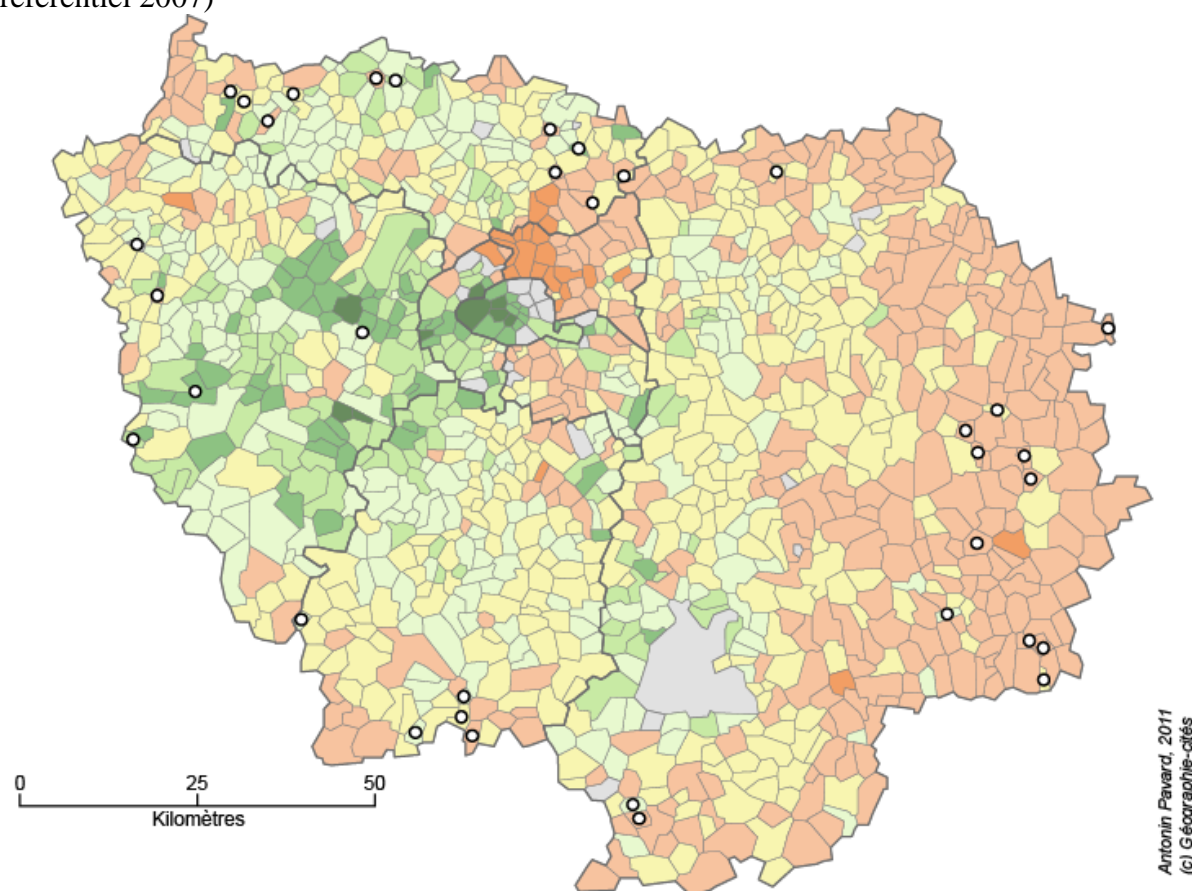 référentiel 2007)
0 25 50
Kilomètres
Antonin Pavard, 2011
(c) Géographie-cités